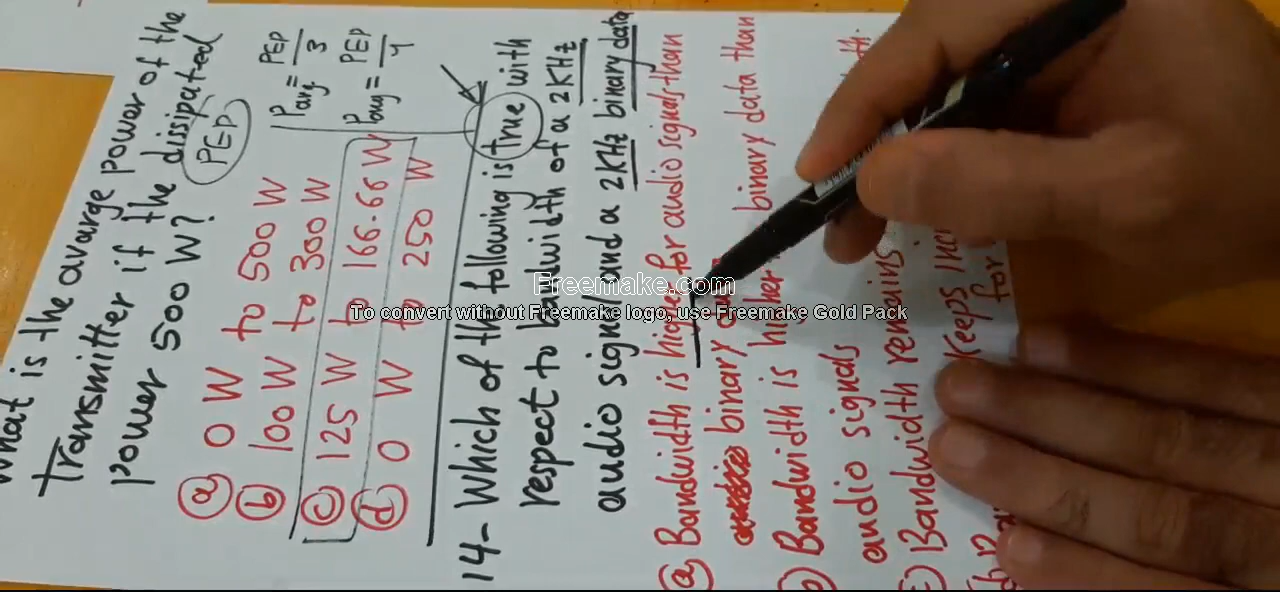 what is the avarge power of the
transmitter if the dissipated
power 500 W? PEP
(a) 0 W to 500 W
(b) 100 W to 300 W
(c) 125 W to 166.66 W
(d) 0 W to 250 W
Pavg = PEP/3
Pavg = PEP/4
14- Which of the following is true with
respect to bandwidth of a 2KHz
audio signal and a 2KHz binary data
(a) Bandwidth is higher for audio signals than
binary
Bandwidth is higher binary data than
audio signals
Bandwidth remains
Keeps
for
Freemake.com
To convert without Freemake logo, use Freemake Gold Pack